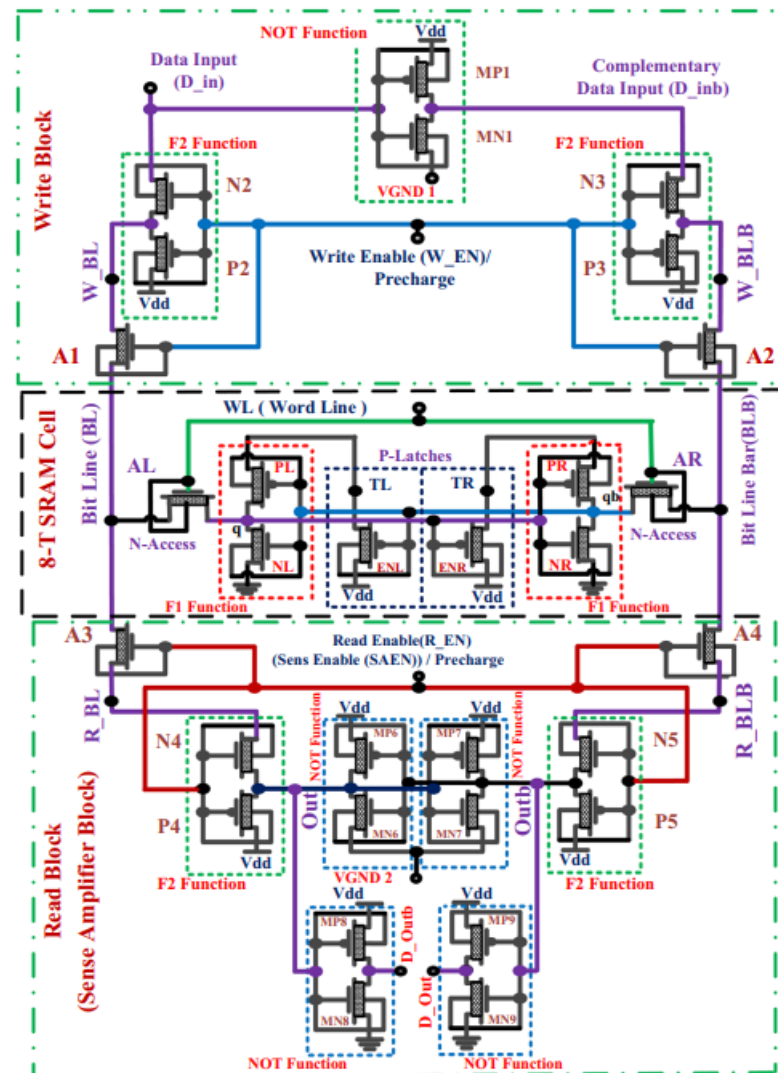 Vdd
NOT Function
Data Input
(D_in)
MP1
Complementary
Data Input (D_inb)
MN1
F2 Function
F2 Function
VGND 1
N2
N3
Write Block
Write Enable (W_EN)/
Precharge
W_BL
P2
P3
W_BLB
Vdd
Vdd
A1
A2
8-T SRAM Cell
Bit Line (BL)
WL ( Word Line )
Bit Line Bar(BLB)
P-Latches
AL
PL
TL
TR
PR
AR
q
qb
N-Access
N-Access
NL
ENL
ENR
NR
Vdd
Vdd
F1 Function
F1 Function
A3
A4
Read Enable(R_EN)
(Sens Enable (SAEN)) / Precharge
R_BL
R_BLB
Vdd
Vdd
N4
NOT Function
MP6
MP7
NOT Function
N5
Out
Outb
P4
MN6
MN7
P5
Vdd
Vdd
F2 Function
VGND 2
F2 Function
Read Block
(Sense Amplifier Block)
Vdd
Vdd
MP8
D_Outb
MP9
D_Out
MN8
MN9
NOT Function
NOT Function